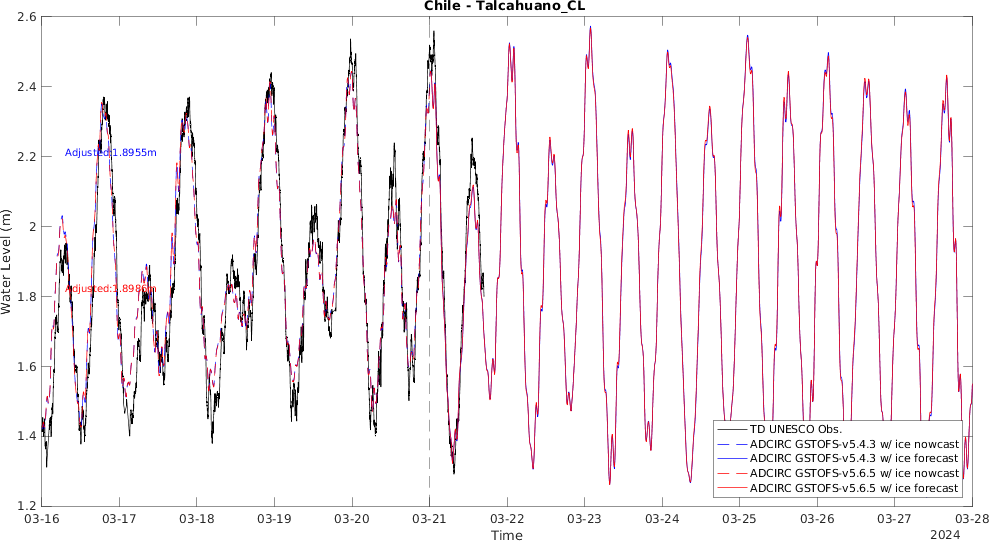 Chile - Talcahuano_CL
2.6
2.4
2.2
2
1.8
1.6
1.4
1.2
Water Level (m)
Adjusted:1.8955m
Adjusted:1.8986m
TD UNESCO Obs.
ADCIRC GSTOFS-v5.4.3 w/ ice nowcast
ADCIRC GSTOFS-v5.4.3 w/ ice forecast
ADCIRC GSTOFS-v5.6.5 w/ ice nowcast
ADCIRC GSTOFS-v5.6.5 w/ ice forecast
03-16 03-17 03-18 03-19 03-20 03-21 03-22 03-23 03-24 03-25 03-26 03-27 03-28
Time
2024